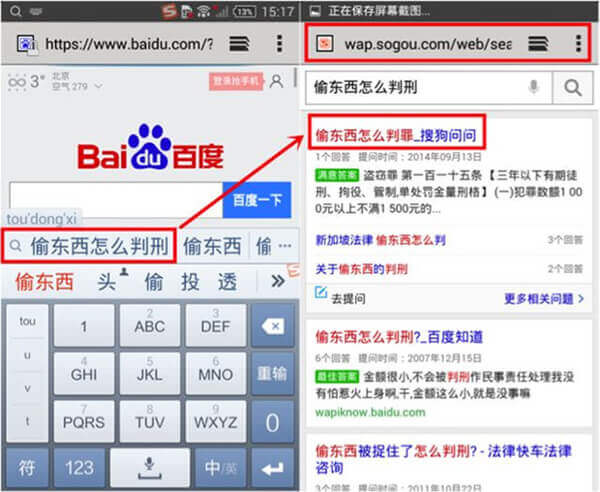 15:17
13%
https://www.baidu.com/?
3°
北京
空气 279
登录抢手机
Bai du 百度
百度一下
tou'dong'xi
偷东西怎么判刑
偷东西
偷
...
偷东西
头
偷
投
透
tou
u
v
t
1
2
ABC
3
DEF
4
GHI
5
JKL
6
MNO
重输
7
PQRS
8
TUV
9
WXYZ
0
符
123
中/英
正在保存屏幕截图...
wap.sogou.com/web/sea
偷东西怎么判刑
偷东西怎么判罪_搜狗问问
1个回答 提问时间：2014年09月13日
满意答案 盗窃罪 第一百一十五条【三年以下有期徒
刑、拘役、管制,单处罚金量刑格】(一)犯罪数额1 00
0元以上不满1 500元的...
新加坡法律 偷东西怎么判
3个回答
关于偷东西的判刑
2个回答
去提问
更多相关问题 >
偷东西怎么判刑?_百度知道
6个回答 提问时间：2007年12月15日
最佳答案 金额很小,不会被判刑作民事责任处理我没
有怕惹火上身啊,干,金额这么小,就是没事嘛
wapiknow.baidu.com
偷东西被捉住了怎么判刑? - 法律快车法律
咨询
3个回答 提问时间：2011年10月22日